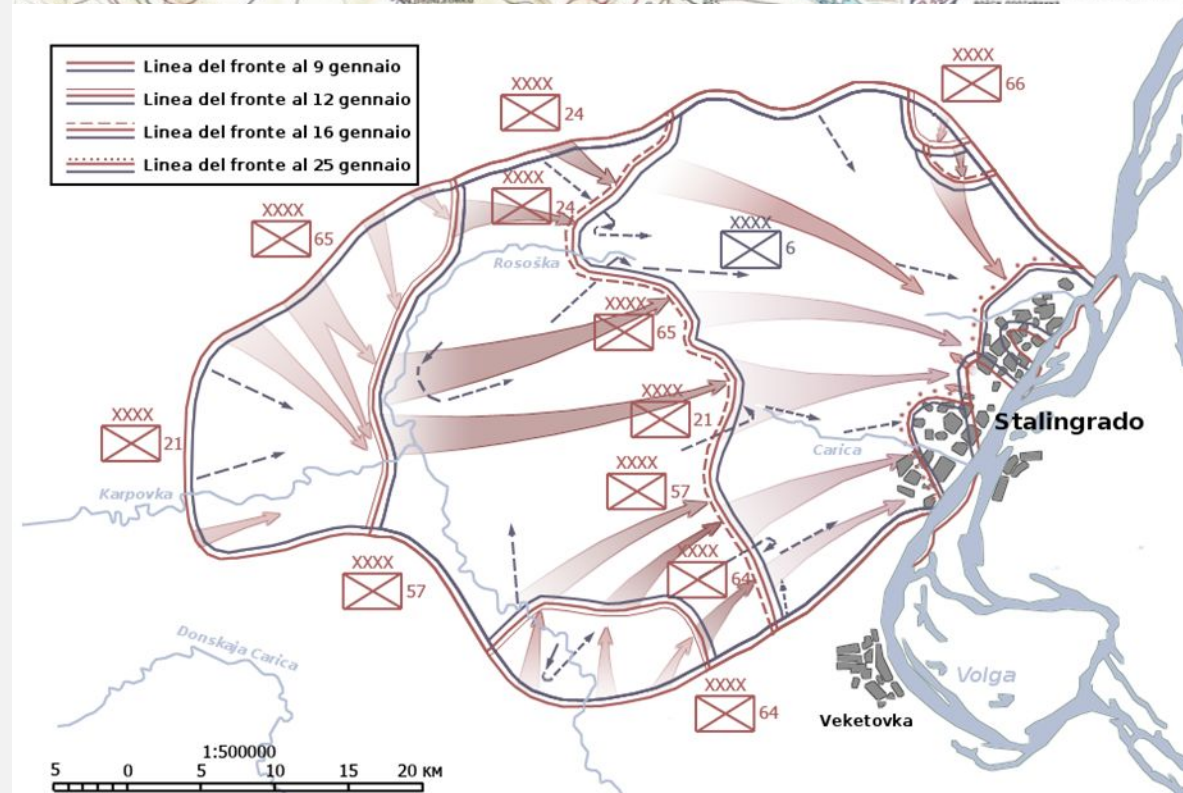 Linea del fronte al 9 gennaio
Linea del fronte al 12 gennaio
Linea del fronte al 16 gennaio
Linea del fronte al 25 gennaio
XXXX
66
XXXX
24
XXXX
24
XXXX
65
XXXX
6
Rososka
XXXX
65
XXXX
21
XXXX
21
Stalingrado
Carica
XXXX
57
Karpovka
XXXX
64
XXXX
57
Donskaja Carica
XXXX
64
Volga
Veketovka
1:500000
5 0 5 10 15 20 км